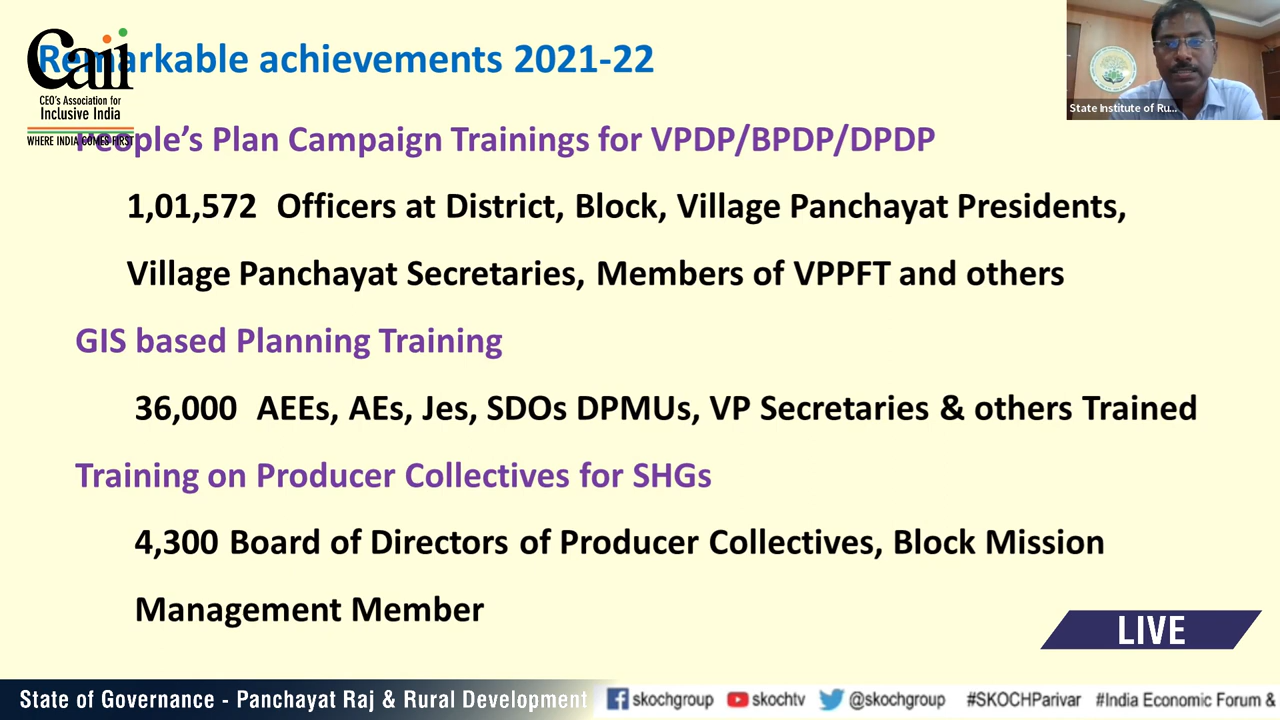 Remarkable achievements 2021-22
Caii
CEO's Association for
Inclusive India
WHERE INDIA COMES FIRST
State Institute of Ru...
People's Plan Campaign Trainings for VPDP/BPDP/DPDP
1,01,572 Officers at District, Block, Village Panchayat Presidents,
Village Panchayat Secretaries, Members of VPPFT and others
GIS based Planning Training
36,000 AEEs, AEs, Jes, SDOs DPMUs, VP Secretaries & others Trained
Training on Producer Collectives for SHGs
4,300 Board of Directors of Producer Collectives, Block Mission
Management Member
LIVE
State of Governance - Panchayat Raj & Rural Development
skochgroup skochtv @skochgroup #SKOCHParivar #India Economic Forum &